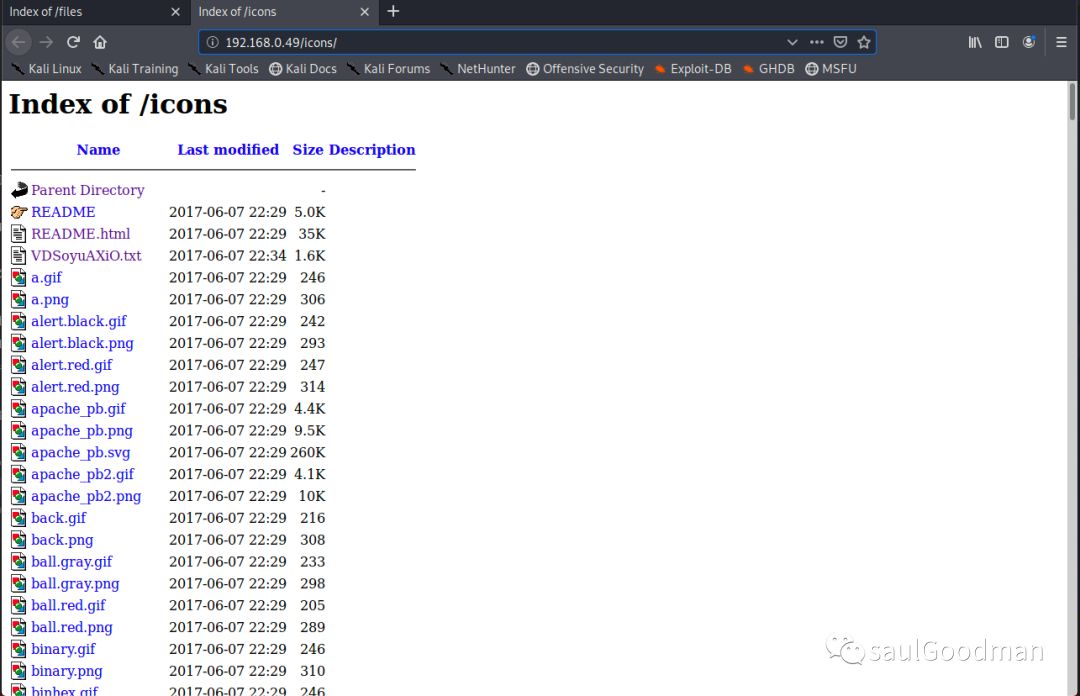 Index of /files
Index of /icons
192.168.0.49/icons/
Kali Linux Kali Training Kali Tools Kali Docs Kali Forums NetHunter Offensive Security Exploit-DB GHDB MSFU
Index of /icons
Name Last modified Size Description
Parent Directory -
README 2017-06-07 22:29 5.0K
README.html 2017-06-07 22:29 35K
VDSoyuAXiO.txt 2017-06-07 22:34 1.6K
a.gif 2017-06-07 22:29 246
a.png 2017-06-07 22:29 306
alert.black.gif 2017-06-07 22:29 242
alert.black.png 2017-06-07 22:29 293
alert.red.gif 2017-06-07 22:29 247
alert.red.png 2017-06-07 22:29 314
apache_pb.gif 2017-06-07 22:29 4.4K
apache_pb.png 2017-06-07 22:29 9.5K
apache_pb.svg 2017-06-07 22:29 260K
apache_pb2.gif 2017-06-07 22:29 4.1K
apache_pb2.png 2017-06-07 22:29 10K
back.gif 2017-06-07 22:29 216
back.png 2017-06-07 22:29 308
ball.gray.gif 2017-06-07 22:29 233
ball.gray.png 2017-06-07 22:29 298
ball.red.gif 2017-06-07 22:29 205
ball.red.png 2017-06-07 22:29 289
binary.gif 2017-06-07 22:29 246
binary.png 2017-06-07 22:29 310
binhex.gif 2017-06-07 22:29 246
saulGoodman